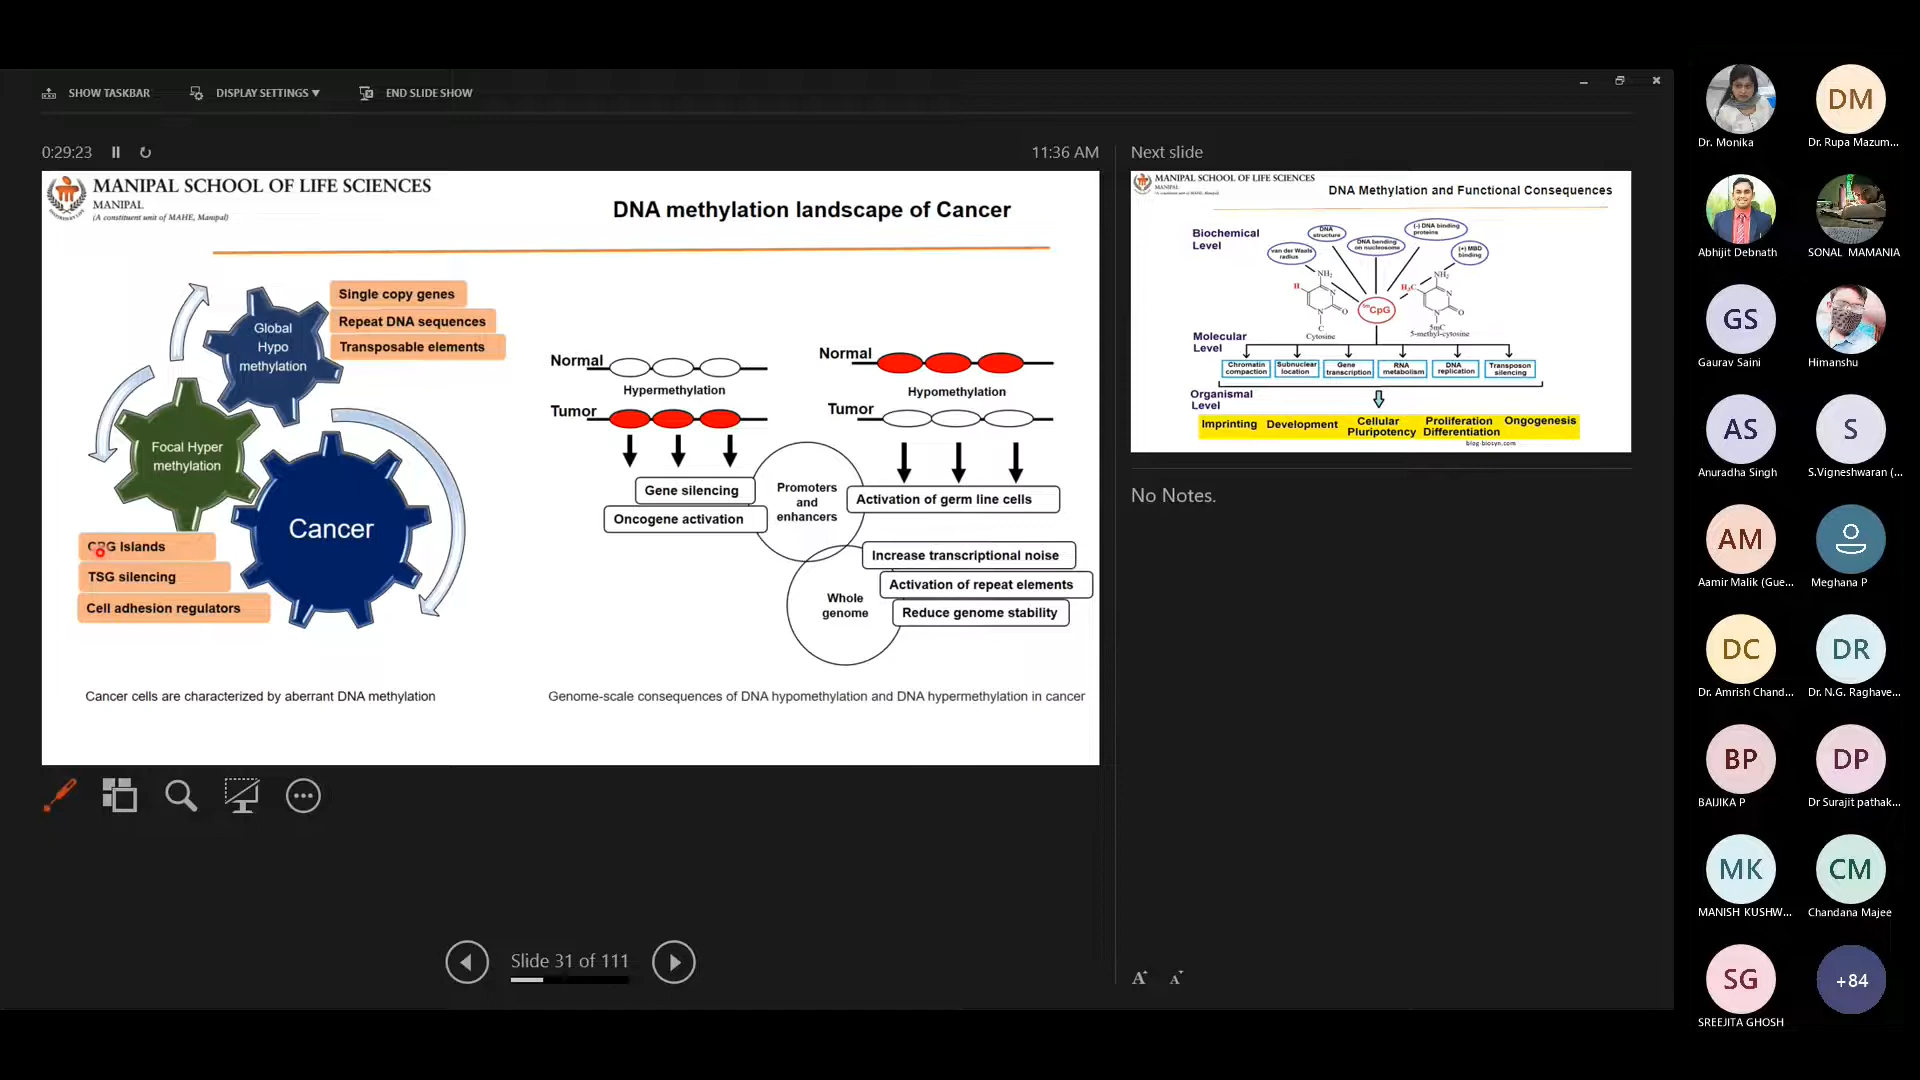 SHOW TASKBAR
DISPLAY SETTINGS ▾
END SLIDE SHOW
0:29:23
11:36 AM
MANIPAL SCHOOL OF LIFE SCIENCES
MANIPAL
(A constituent unit of MAHE, Manipal)
DNA methylation landscape of Cancer
Global
Hypo
methylation
Single copy genes
Repeat DNA sequences
Transposable elements
Focal Hyper
methylation
Cancer
CPG Islands
TSG silencing
Cell adhesion regulators
Cancer cells are characterized by aberrant DNA methylation
Normal
Hypermethylation
Tumor
Gene silencing
Oncogene activation
Normal
Hypomethylation
Tumor
Promoters
and
enhancers
Activation of germ line cells
Increase transcriptional noise
Activation of repeat elements
Reduce genome stability
Whole
genome
Genome-scale consequences of DNA hypomethylation and DNA hypermethylation in cancer
Slide 31 of 111
Next slide
MANIPAL SCHOOL OF LIFE SCIENCES
MANIPAL
DNA Methylation and Functional Consequences
Biochemical
Level
van der Waals
radius
DNA
structure
DNA bending
on nucleosome
(-) DNA binding
proteins
(+) MBD
binding
NH₂
H
N
N
O
C
Cytosine
5mCpG
NH₂
H₃C
N
N
O
5mC
5-methyl-cytosine
Molecular
Level
Chromatin
compaction
Subnuclear
location
Gene
transcription
RNA
metabolism
DNA
replication
Transposon
silencing
Organismal
Level
Imprinting
Development
Cellular
Pluripotency
Proliferation
Differentiation
Ongogenesis
blog-biosyn.com
No Notes.
A A
Dr. Monika
DM
Dr. Rupa Mazum...
Abhijit Debnath
SONAL MAMANIA
GS
Gaurav Saini
Himanshu
AS
Anuradha Singh
S
S.Vigneshwaran (...
AM
Aamir Malik (Gue...
Meghana P
DC
Dr. Amrish Chand...
DR
Dr. N.G. Raghave...
BP
BAIJIKA P
DP
Dr Surajit pathak...
MK
MANISH KUSHW...
CM
Chandana Majee
SG
SREEJITA GHOSH
+84